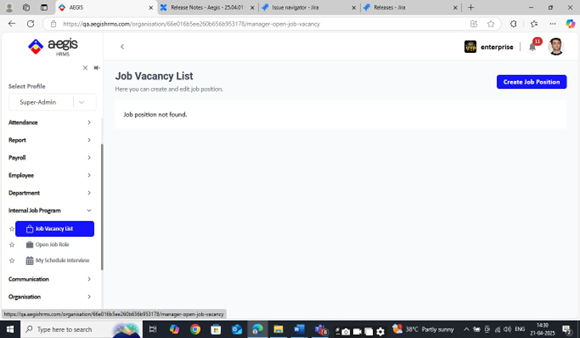 AEGIS
Release Notes - Aegis - 25.04.01
Issue navigator - Jira
Releases - Jira
https://qa.aegishrms.com/organisation/66e016b5ee260b656b953178/manager-open-job-vacancy
aegis
HRMS
enterprise
11
Select Profile
Super-Admin
Attendance
Report
Payroll
Employee
Department
Internal Job Program
Job Vacancy List
Open Job Role
My Schedule Interview
Communication
Organisation
Job Vacancy List
Here you can create and edit job position.
Create Job Position
Job position not found.
https://qa.aegishrms.com/organisation/66e016b5ee260b656b953178/manager-open-job-vacancy
Type here to search
38°C Partly sunny
ENG
14:30
21-04-2025